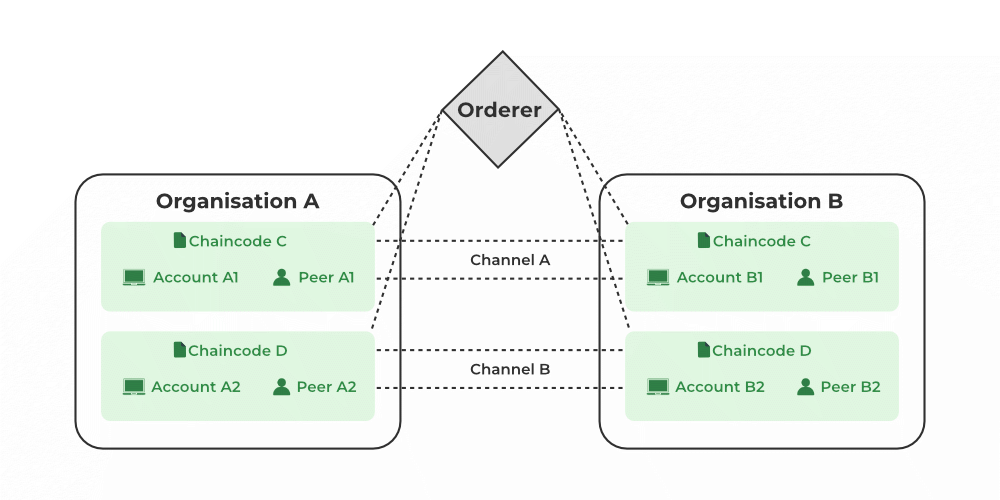 Orderer
Organisation A
Chaincode C
Account A1 Peer A1
Chaincode D
Account A2 Peer A2
Channel A
Channel B
Organisation B
Chaincode C
Account B1 Peer B1
Chaincode D
Account B2 Peer B2